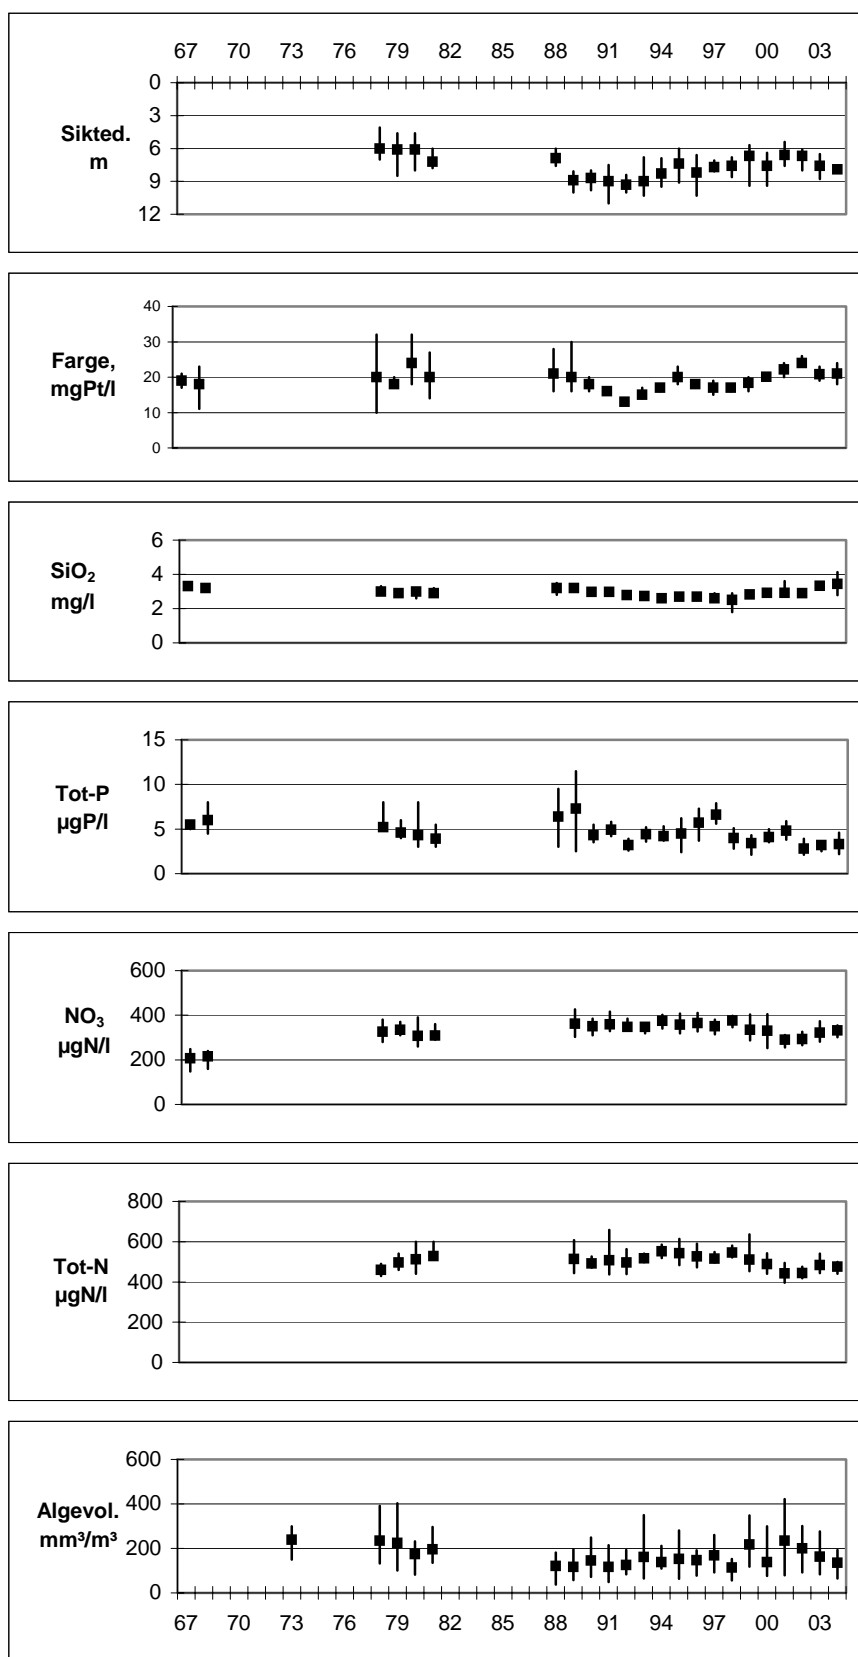 67 70 73 76 79 82 85 88 91 94 97 00 03
0
3
Sikted.
6
m
9
12
40
30
Farge,
20
mgPt/l
10
0
6
SiO₂
4
mg/l
2
0
15
Tot-P
10
µgP/l
5
0
600
NO₃
400
µgN/l
200
0
800
600
Tot-N
400
µgN/l
200
0
600
Algevol.
400
mm³/m³
200
0
67 70 73 76 79 82 85 88 91 94 97 00 03